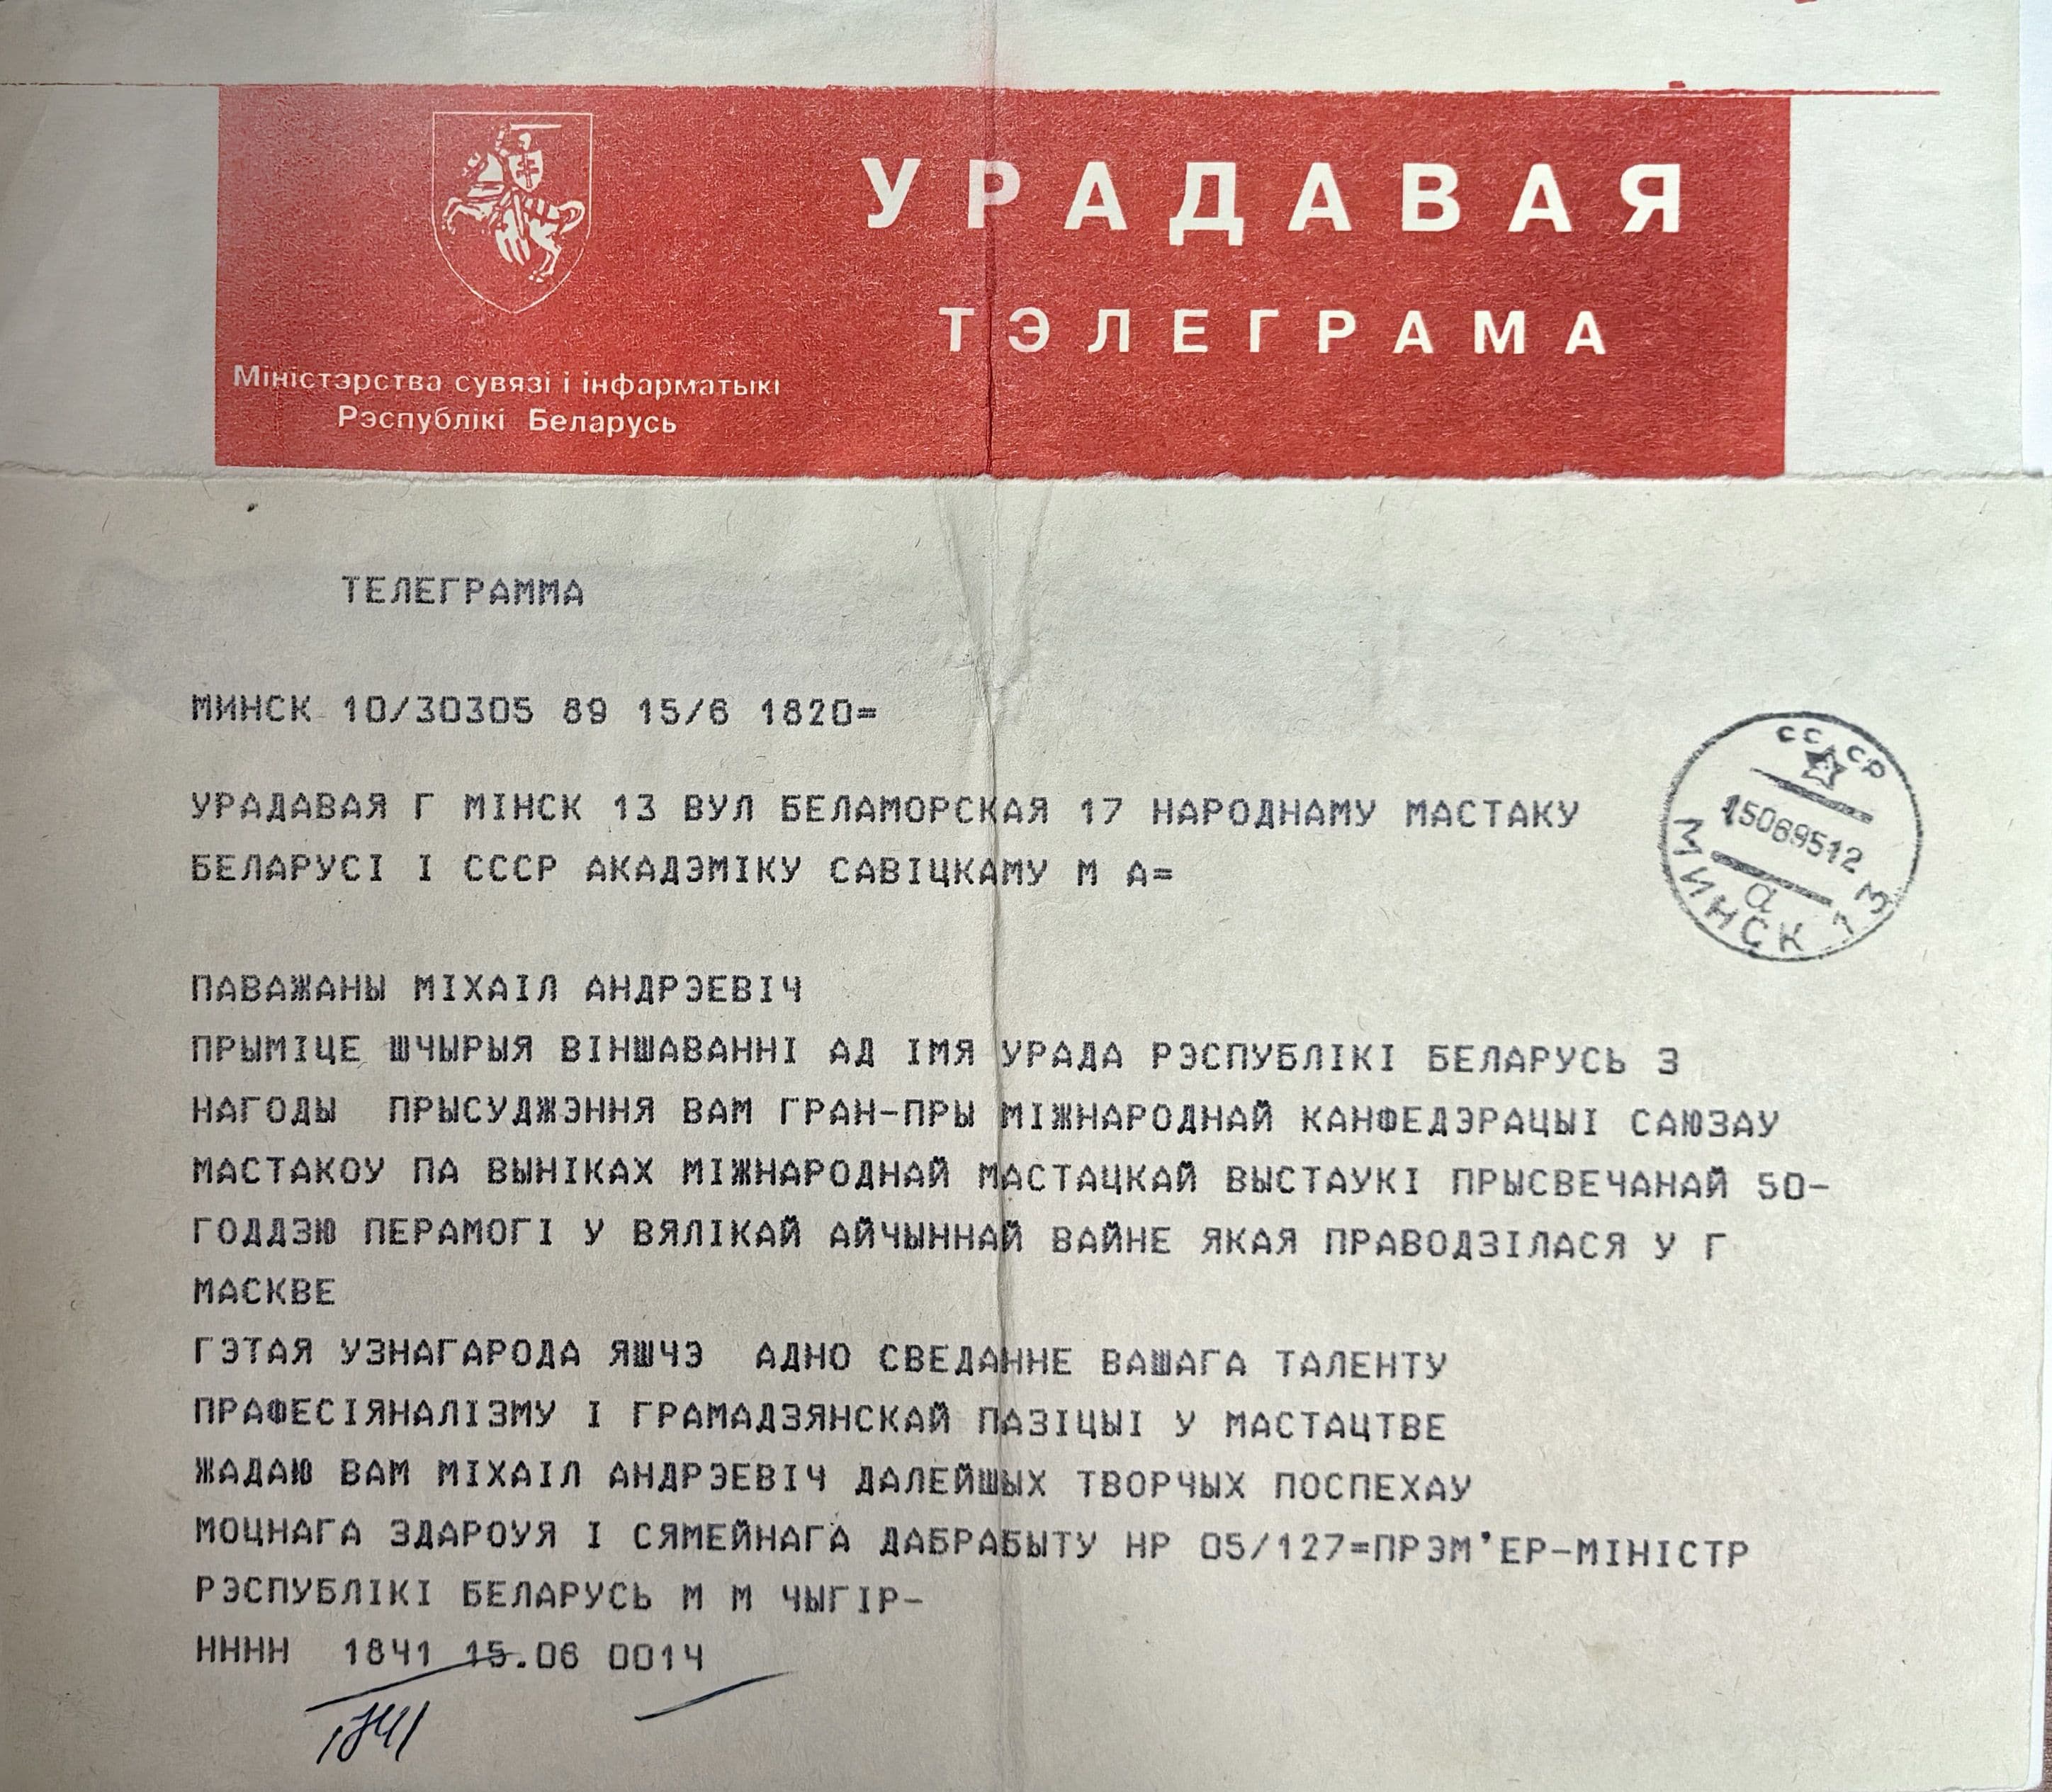 УРАДАВАЯ
ТЭЛЕГРАМА
Міністэрства сувязі і інфарматыкі
Рэспублікі Беларусь
ТЕЛЕГРАММА
МИНСК 10/30305 89 15/6 1820=
УРАДАВАЯ Г МІНСК 13 ВУЛ БЕЛАМОРСКАЯ 17 НАРОДНАМУ МАСТАКУ
БЕЛАРУСІ І СССР АКАДЭМІКУ САВІЦКАМУ М А=
СССР
15069512
а
МИНСК 13
ПАВАЖАНЫ МІХАІЛ АНДРЭЕВІЧ
ПРЫМІЦЕ ШЧЫРЫЯ ВІНШАВАННІ АД ІМЯ УРАДА РЭСПУБЛІКІ БЕЛАРУСЬ З
НАГОДЫ ПРЫСУДЖЭННЯ ВАМ ГРАН-ПРЫ МІЖНАРОДНАЙ КАНФЕДЭРАЦЫІ САЮЗАУ
МАСТАКОУ ПА ВЫНІКАХ МІЖНАРОДНАЙ МАСТАЦКАЙ ВЫСТАУКІ ПРЫСВЕЧАНАЙ 50-
ГОДДЗЮ ПЕРАМОГІ У ВЯЛІКАЙ АЙЧЫННАЙ ВАЙНЕ ЯКАЯ ПРАВОДЗІЛАСЯ У Г
МАСКВЕ
ГЭТАЯ УЗНАГАРОДА ЯШЧЭ АДНО СВЕДАННЕ ВАШАГА ТАЛЕНТУ
ПРАФЕСІЯНАЛІЗМУ І ГРАМАДЗЯНСКАЙ ПАЗІЦЫІ У МАСТАЦТВЕ
ЖАДАЮ ВАМ МІХАІЛ АНДРЭЕВІЧ ДАЛЕЙШЫХ ТВОРЧЫХ ПОСПЕХАУ
МОЦНАГА ЗДАРОУЯ І СЯМЕЙНАГА ДАБРАБЫТУ НР 05/127=ПРЭМ'ЕР-МІНІСТР
РЭСПУБЛІКІ БЕЛАРУСЬ М М ЧЫГІР-
НННН 1841 15.06 0014